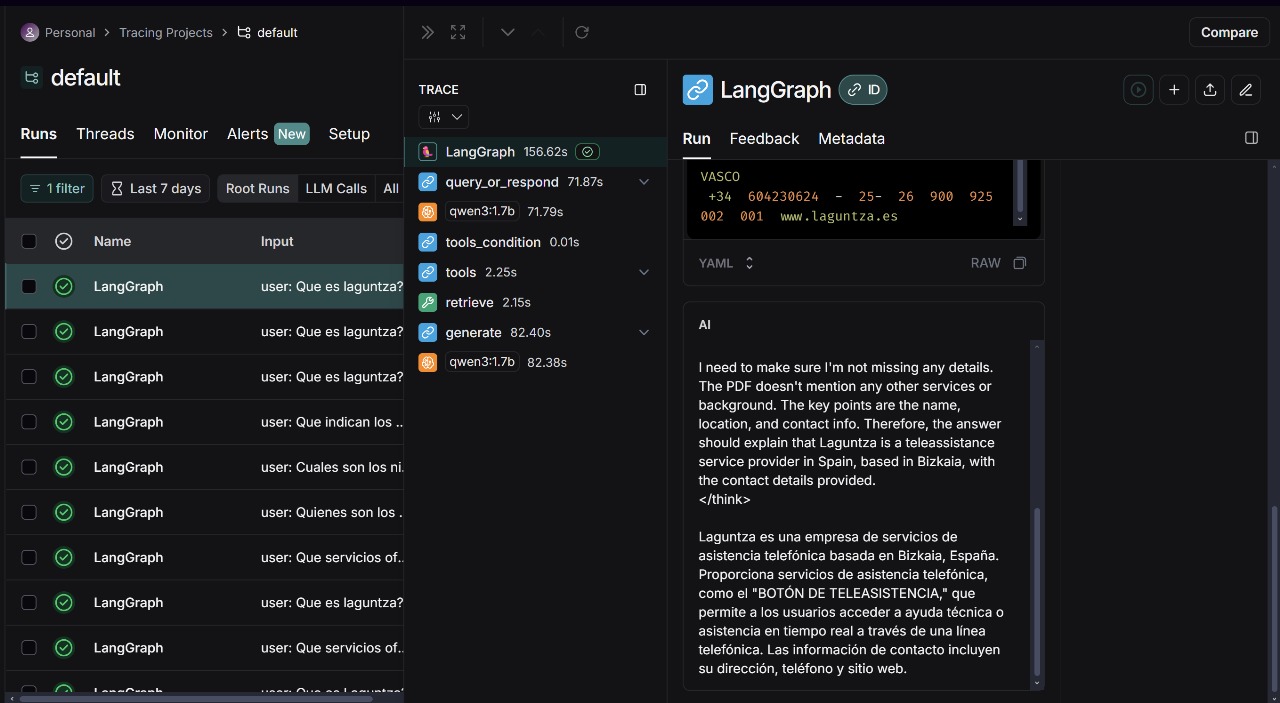 Personal > Tracing Projects > default
default
Runs Threads Monitor Alerts New Setup
1 filter Last 7 days Root Runs LLM Calls All
Name Input
LangGraph user: Que es laguntza?
LangGraph user: Que es laguntza?
LangGraph user: Que es laguntza?
LangGraph user: Que indican los ...
LangGraph user: Cuales son los ni...
LangGraph user: Quienes son los ...
LangGraph user: Que servicios of...
LangGraph user: Que es laguntza?
LangGraph user: Que servicios of...
LangGraph user: Que es Laguntza?
Compare
TRACE
LangGraph 156.62s
query_or_respond 71.87s
qwen3:1.7b 71.79s
tools_condition 0.01s
tools 2.25s
retrieve 2.15s
generate 82.40s
qwen3:1.7b 82.38s
LangGraph ID
Run Feedback Metadata
VASCO
+34 604230624 - 25- 26 900 925
002 001 www.laguntza.es
YAML RAW
AI
I need to make sure I'm not missing any details.
The PDF doesn't mention any other services or
background. The key points are the name,
location, and contact info. Therefore, the answer
should explain that Laguntza is a teleassistance
service provider in Spain, based in Bizkaia, with
the contact details provided.
</think>
Laguntza es una empresa de servicios de
asistencia telefónica basada en Bizkaia, España.
Proporciona servicios de asistencia telefónica,
como el "BOTÓN DE TELEASISTENCIA," que
permite a los usuarios acceder a ayuda técnica o
asistencia en tiempo real a través de una línea
telefónica. Las información de contacto incluyen
su dirección, teléfono y sitio web.